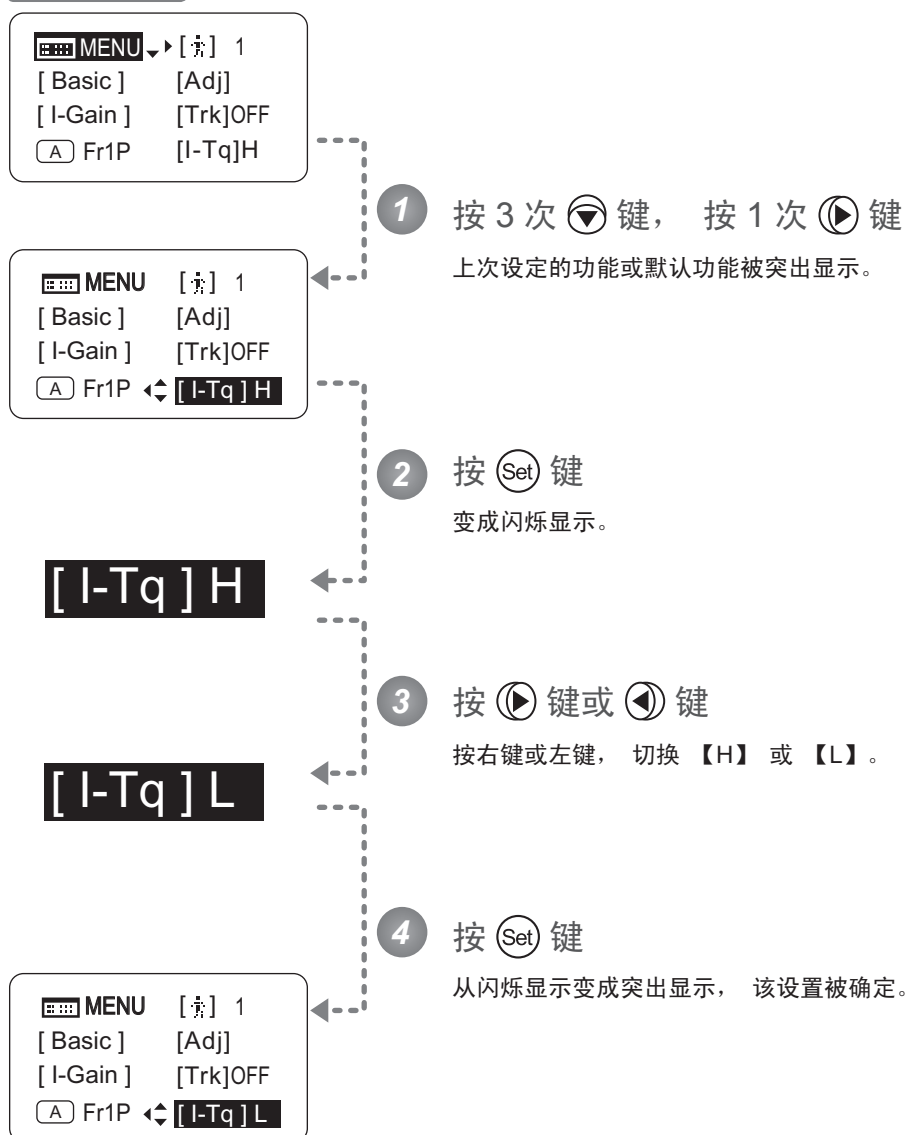 MENU [ ] 1
[ Basic ] [Adj]
[ I-Gain ] [Trk]OFF
A Fr1P [I-Tq]H
1 按 3 次 键， 按 1 次 键
上次设定的功能或默认功能被突出显示。
MENU [ ] 1
[ Basic ] [Adj]
[ I-Gain ] [Trk]OFF
A Fr1P [ I-Tq ] H
2 按 Set 键
变成闪烁显示。
[ I-Tq ] H
3 按 键或 键
按右键或左键， 切换 【H】 或 【L】。
[ I-Tq ] L
4 按 Set 键
从闪烁显示变成突出显示， 该设置被确定。
MENU [ ] 1
[ Basic ] [Adj]
[ I-Gain ] [Trk]OFF
A Fr1P [ I-Tq ] L